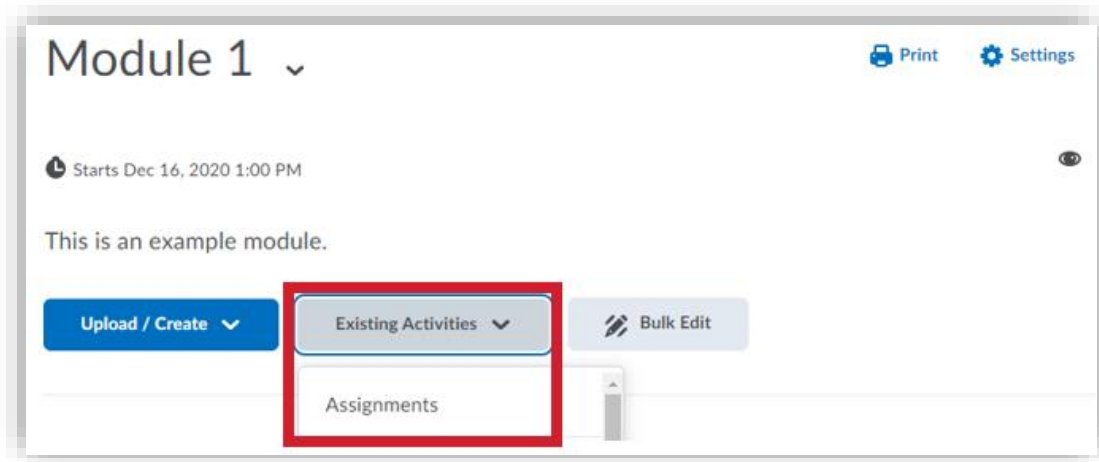 Module 1
Print
Settings
Starts Dec 16, 2020 1:00 PM
This is an example module.
Upload / Create
Existing Activities
Bulk Edit
Assignments